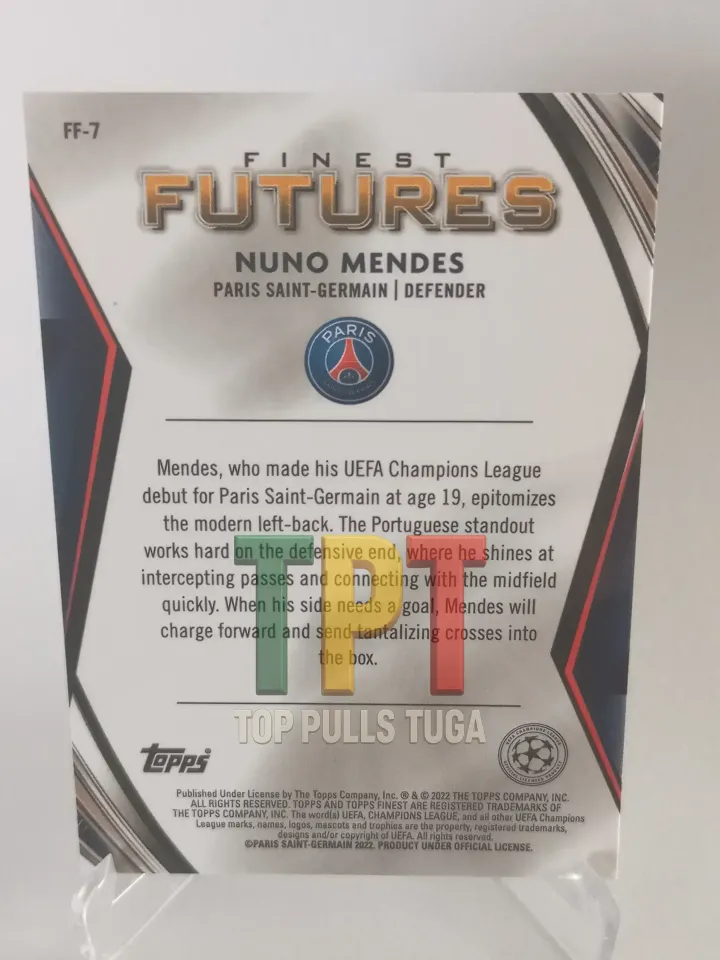 FF-7
FINEST
FUTURES
NUNO MENDES
PARIS SAINT-GERMAIN | DEFENDER
PARIS
Mendes, who made his UEFA Champions League
debut for Paris Saint-Germain at age 19, epitomizes
the modern left-back. The Portuguese standout
works hard on the defensive end, where he shines at
intercepting passes and connecting with the midfield
quickly. When his side needs a goal, Mendes will
charge forward and send tantalizing crosses into
the box.
TPT
TOP PULLS TUGA
topps
Published Under License by The Topps Company, Inc. ® & © 2022 THE TOPPS COMPANY, INC.
ALL RIGHTS RESERVED. TOPPS AND TOPPS FINEST ARE REGISTERED TRADEMARKS OF
THE TOPPS COMPANY, INC. The word(s) UEFA, CHAMPIONS LEAGUE, and all other UEFA Champions
League marks, names, logos, mascots and trophies are the property, registered trademarks,
designs and/or copyright of UEFA. All rights reserved.
©PARIS SAINT-GERMAIN 2022. PRODUCT UNDER OFFICIAL LICENSE.